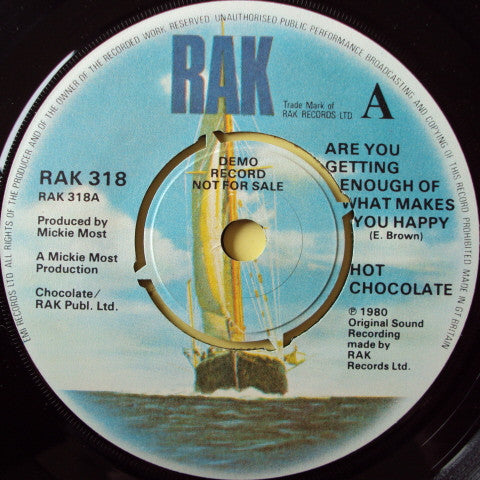 EMI RECORDS LTD ALL RIGHTS OF THE PRODUCER AND OF THE OWNER OF THE RECORDED WORK RESERVED UNAUTHORISED PUBLIC PERFORMANCE BROADCASTING AND COPYING OF THIS RECORD PROHIBITED MADE IN GT BRITAIN
RAK
Trade Mark of
RAK RECORDS LTD
A
DEMO
RECORD
NOT FOR SALE
RAK 318
RAK 318A
Produced by
Mickie Most
A Mickie Most
Production
Chocolate/
RAK Publ. Ltd.
ARE YOU
GETTING
ENOUGH OF
WHAT MAKES
YOU HAPPY
(E. Brown)
HOT
CHOCOLATE
℗ 1980
Original Sound
Recording
made by
RAK
Records Ltd.